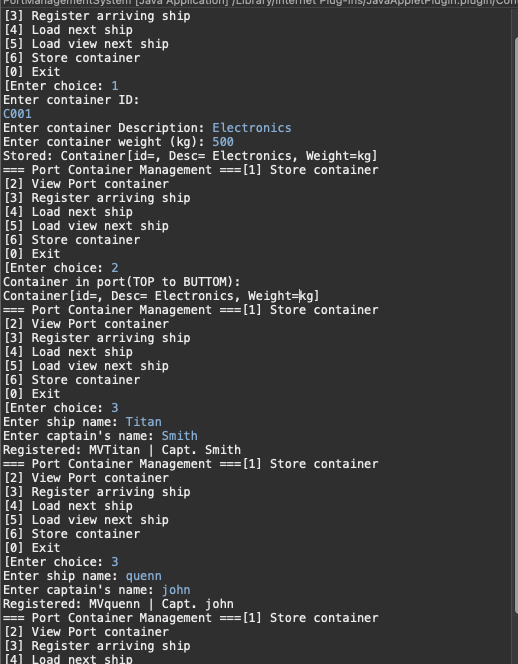 PortManagementSystem [Java Application] /Library/Internet Plug-Ins/JavaAppletPlugin.plugin/Con
[3] Register arriving ship
[4] Load next ship
[5] Load view next ship
[6] Store container
[0] Exit
[Enter choice: 1
Enter container ID:
C001
Enter container Description: Electronics
Enter container weight (kg): 500
Stored: Container[id=, Desc= Electronics, Weight=kg]
=== Port Container Management ===[1] Store container
[2] View Port container
[3] Register arriving ship
[4] Load next ship
[5] Load view next ship
[6] Store container
[0] Exit
[Enter choice: 2
Container in port(TOP to BUTTOM):
Container[id=, Desc= Electronics, Weight=kg]
=== Port Container Management ===[1] Store container
[2] View Port container
[3] Register arriving ship
[4] Load next ship
[5] Load view next ship
[6] Store container
[0] Exit
[Enter choice: 3
Enter ship name: Titan
Enter captain's name: Smith
Registered: MVTitan | Capt. Smith
=== Port Container Management ===[1] Store container
[2] View Port container
[3] Register arriving ship
[4] Load next ship
[5] Load view next ship
[6] Store container
[0] Exit
[Enter choice: 3
Enter ship name: quenn
Enter captain's name: john
Registered: MVquenn | Capt. john
=== Port Container Management ===[1] Store container
[2] View Port container
[3] Register arriving ship
[4] Load next ship